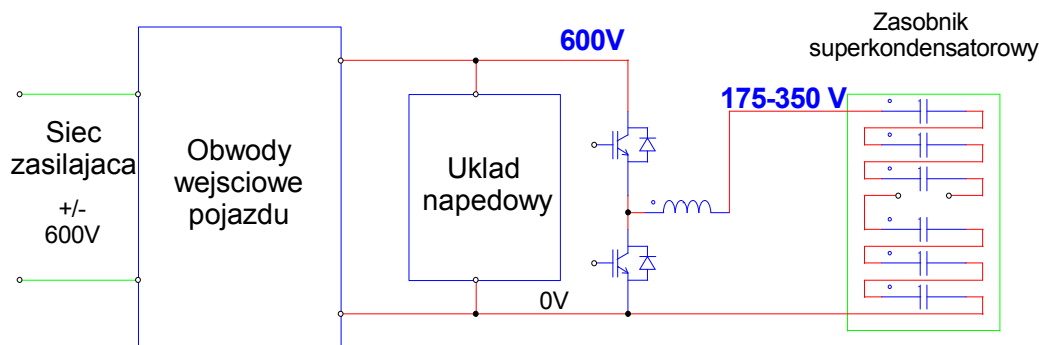 Siec
zasilajaca
+/-
600V
Obwody
wejsciowe
pojazdu
Uklad
napedowy
0V
600V
175-350 V
Zasobnik
superkondensatorowy